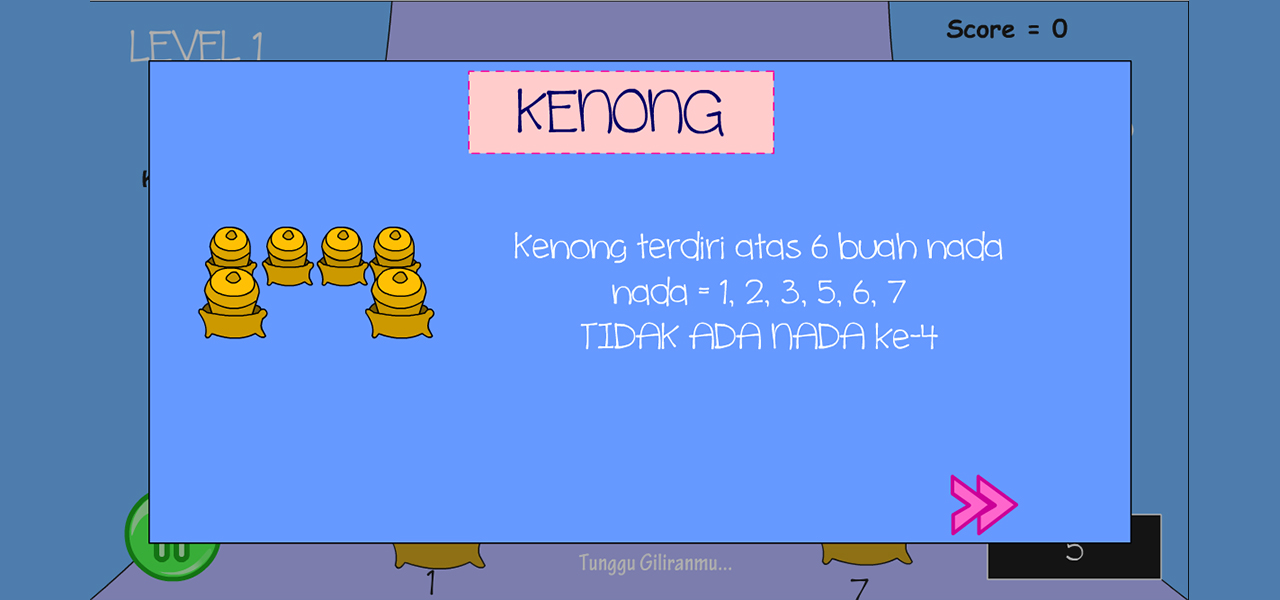 LEVEL 1
Score = 0
KENONG
Kenong terdiri atas 6 buah nada
nada = 1, 2, 3, 5, 6, 7
TIDAK ADA NADA ke-4
Tunggu Giliranmu...
5
1
7